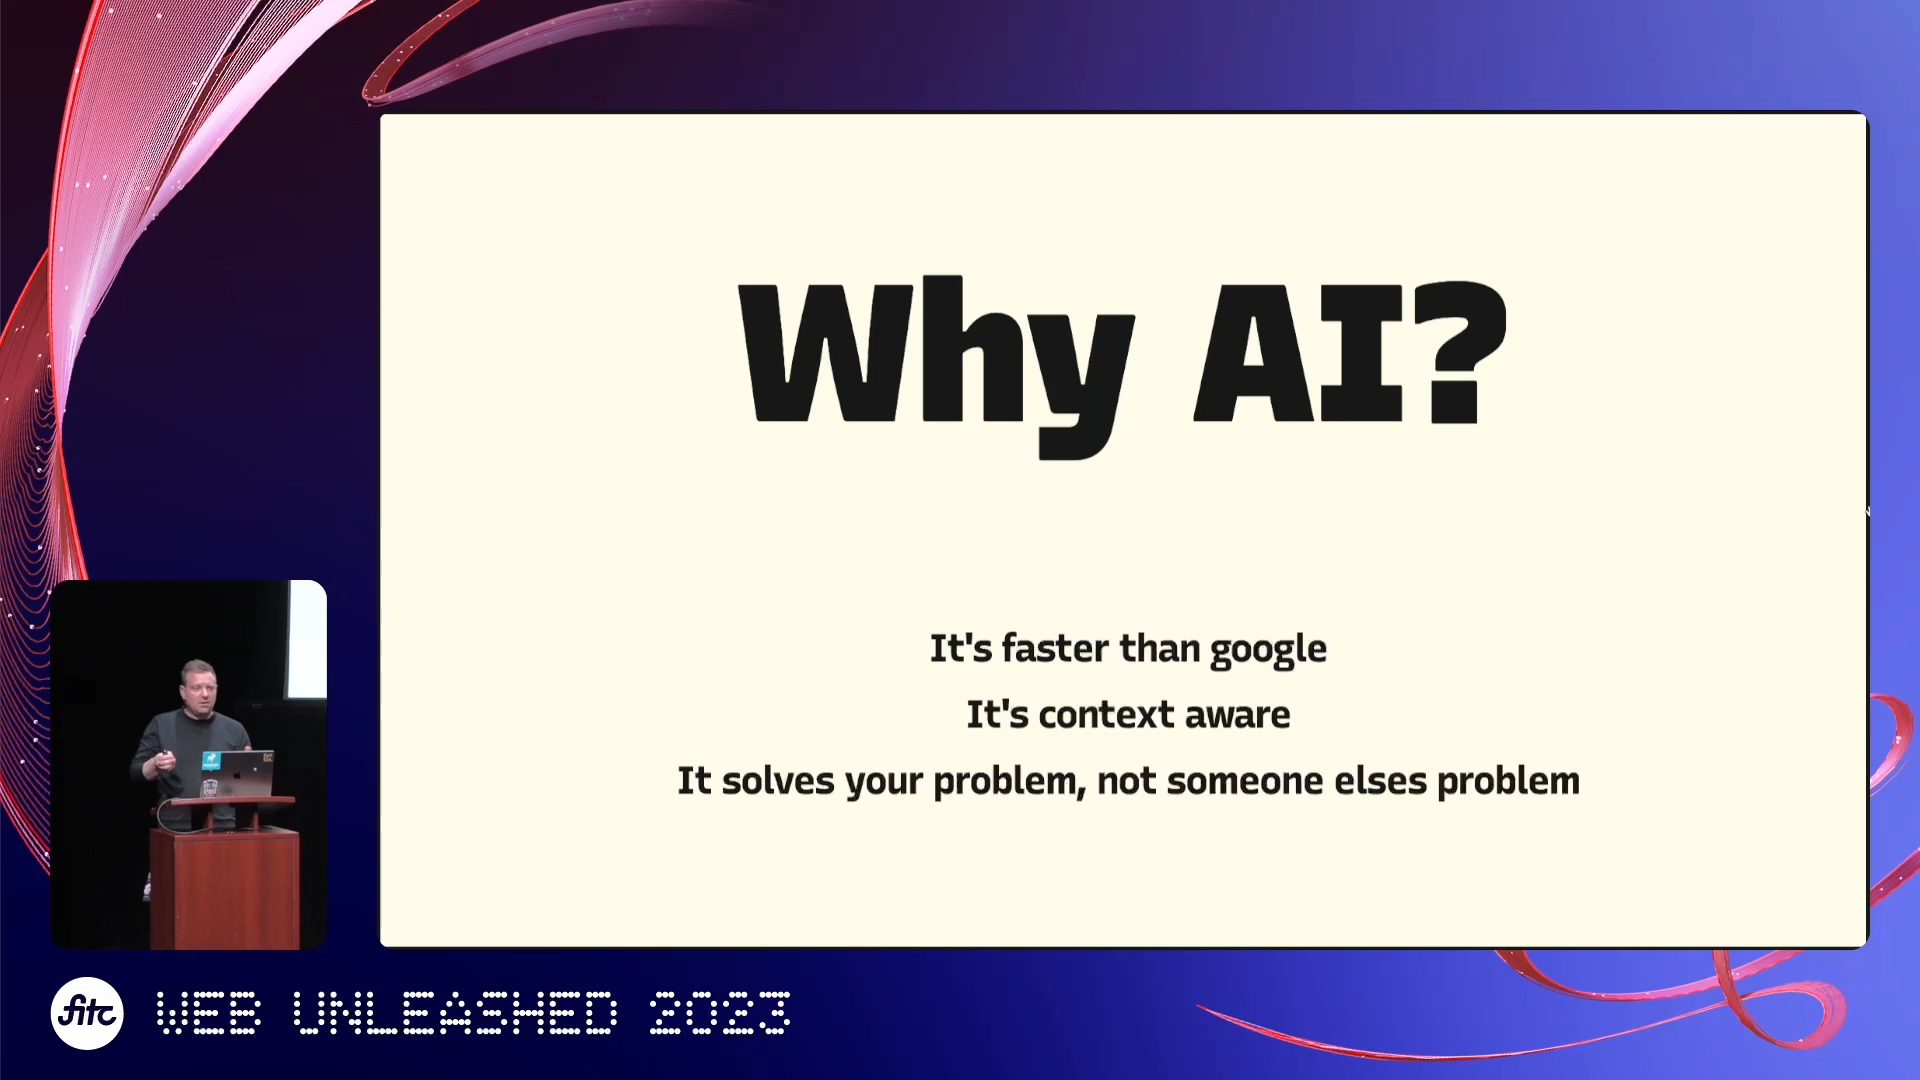 Why AI?
It's faster than google
It's context aware
It solves your problem, not someone elses problem
fitc
WEB UNLEASHED 2023